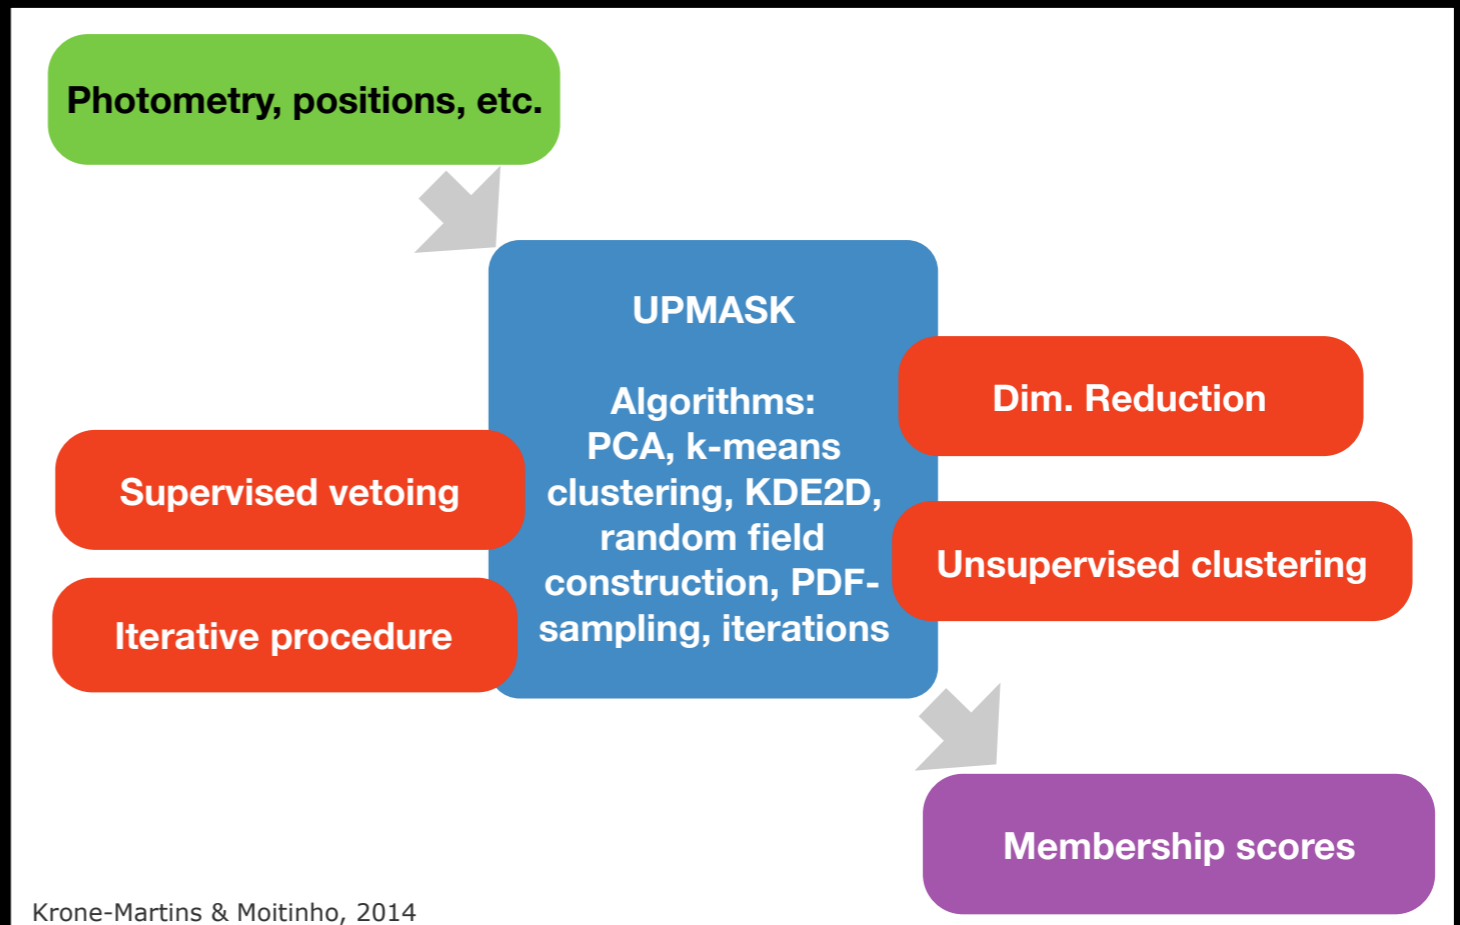 Photometry, positions, etc.
UPMASK
Algorithms:
PCA, k-means
clustering, KDE2D,
random field
construction, PDF-
sampling, iterations
Dim. Reduction
Supervised vetoing
Unsupervised clustering
Iterative procedure
Membership scores
Krone-Martins & Moitinho, 2014